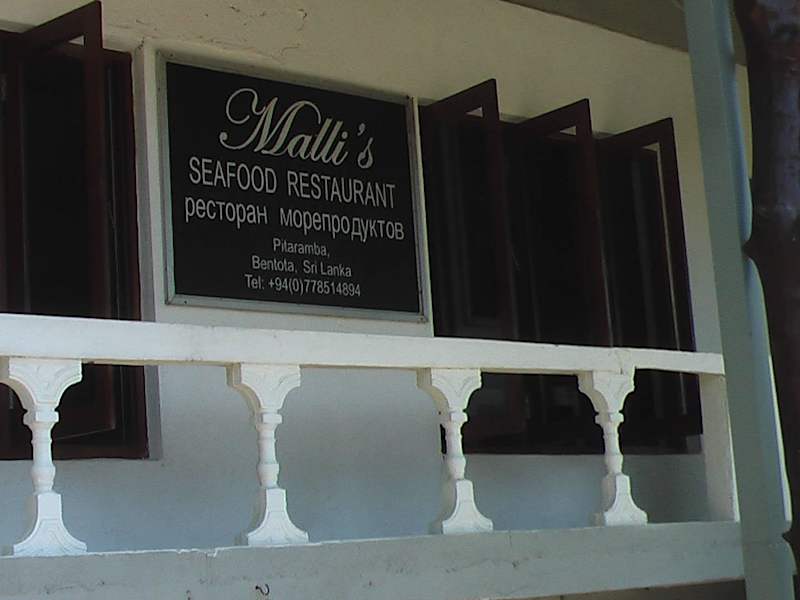 Malli's
SEAFOOD RESTAURANT
ресторан морепродуктов
Pitaramba,
Bentota, Sri Lanka
Tel: +94(0)778514894